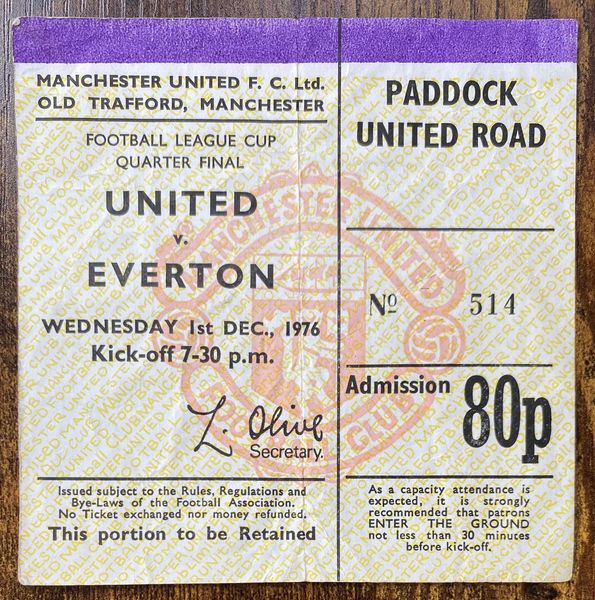 MANCHESTER UNITED F. C. Ltd.
OLD TRAFFORD, MANCHESTER
FOOTBALL LEAGUE CUP
QUARTER FINAL
UNITED
v.
EVERTON
WEDNESDAY 1st DEC., 1976
Kick-off 7-30 p.m.
L. Olive
Secretary.
Issued subject to the Rules, Regulations and
Bye-Laws of the Football Association.
No Ticket exchanged nor money refunded.
This portion to be Retained
PADDOCK
UNITED ROAD
No 514
Admission 80p
As a capacity attendance is
expected, it is strongly
recommended that patrons
ENTER THE GROUND
not less than 30 minutes
before kick-off.
MANCHESTER UNITED
FOOTBALL CLUB